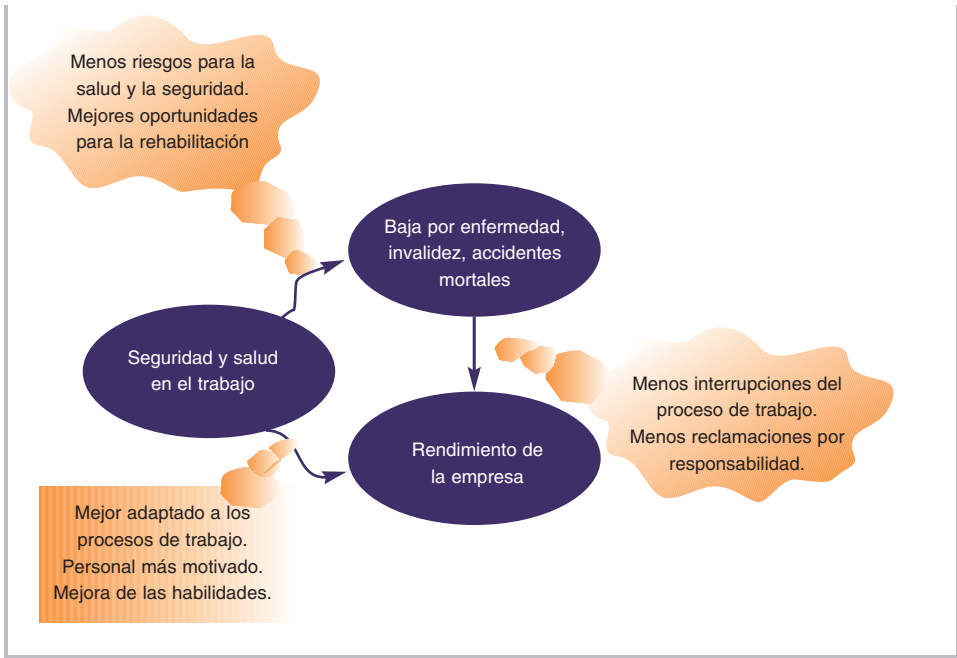 Menos riesgos para la
salud y la seguridad.
Mejores oportunidades
para la rehabilitación
Baja por enfermedad,
invalidez, accidentes
mortales
Seguridad y salud
en el trabajo
Menos interrupciones del
proceso de trabajo.
Menos reclamaciones por
responsabilidad.
Rendimiento de
la empresa
Mejor adaptado a los
procesos de trabajo.
Personal más motivado.
Mejora de las habilidades.